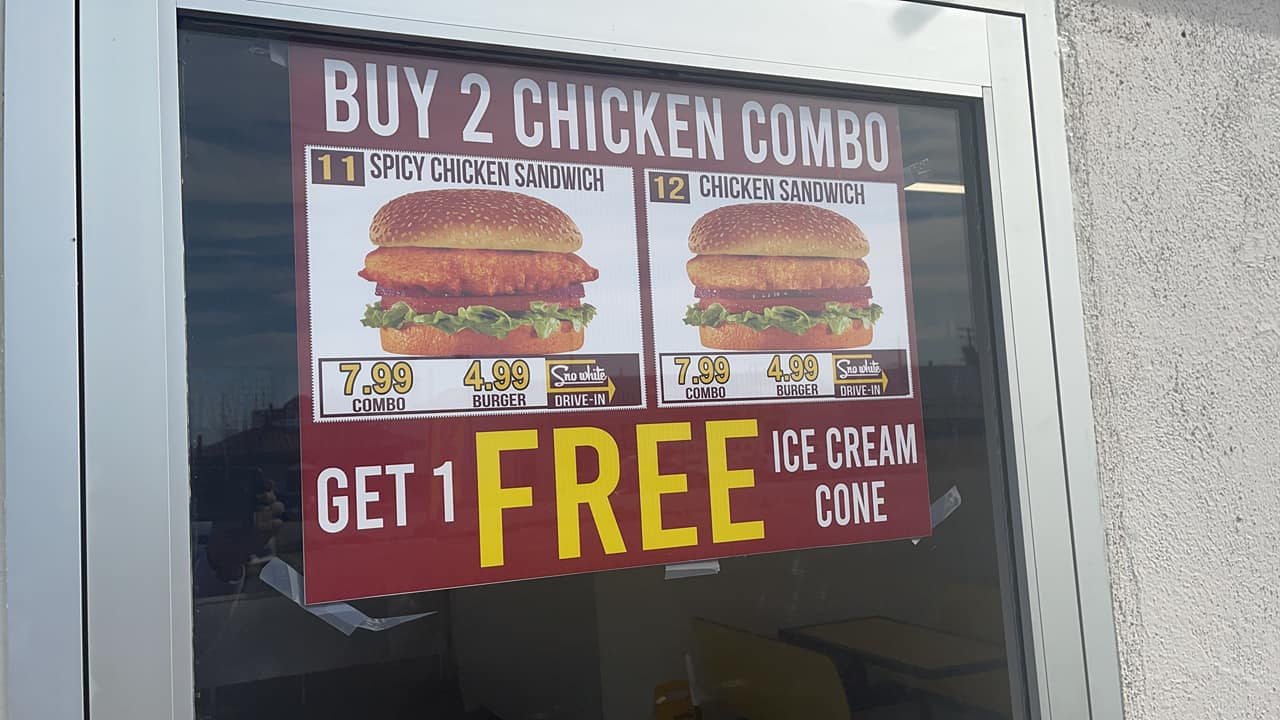 BUY 2 CHICKEN COMBO
11 SPICY CHICKEN SANDWICH
7.99 4.99 Sno white
COMBO BURGER DRIVE-IN
12 CHICKEN SANDWICH
7.99 4.99 Sno white
COMBO BURGER DRIVE-IN
GET 1 FREE ICE CREAM
CONE